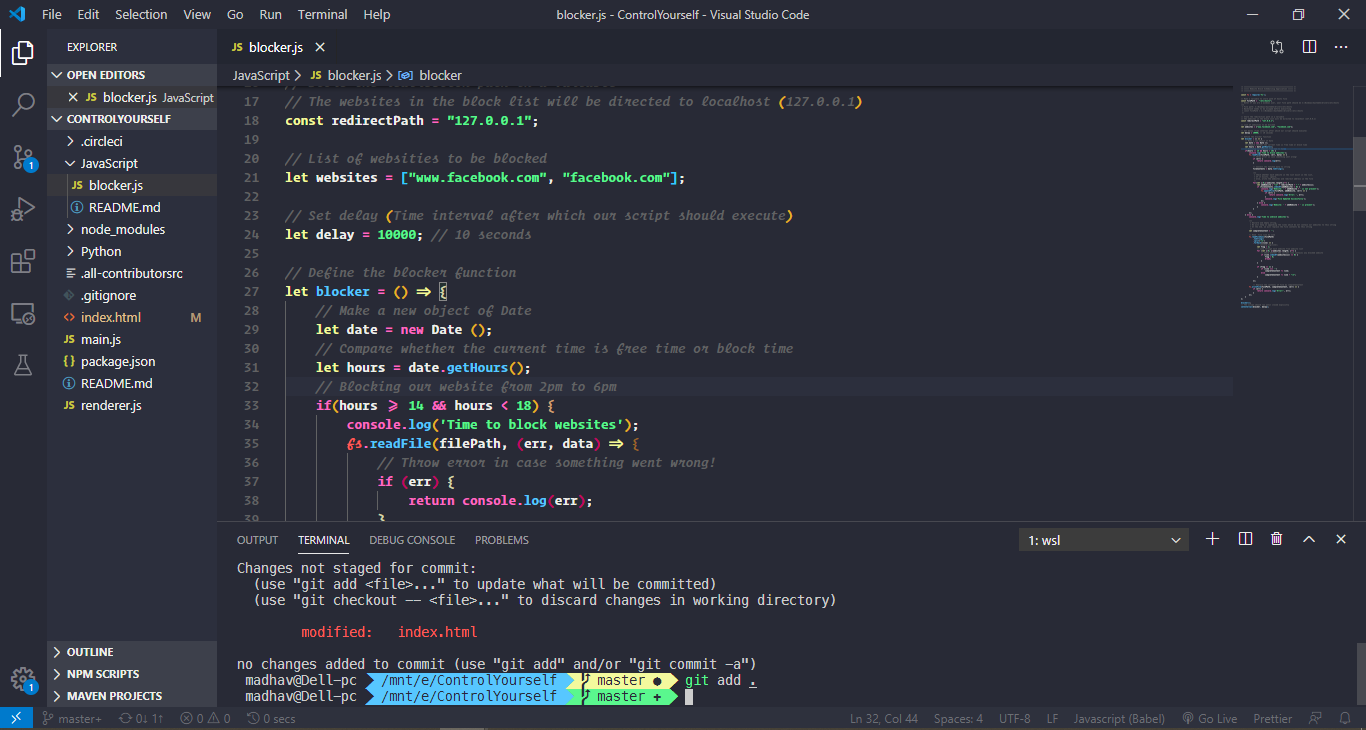 File Edit Selection View Go Run Terminal Help
blocker.js - ControlYourself - Visual Studio Code
EXPLORER
OPEN EDITORS
JS blocker.js JavaScript
CONTROLYOURSELF
.circleci
JavaScript
JS blocker.js
README.md
node_modules
Python
.all-contributorsrc
.gitignore
index.html M
JS main.js
package.json
README.md
JS renderer.js
OUTLINE
NPM SCRIPTS
MAVEN PROJECTS
1
1
JS blocker.js
JavaScript > JS blocker.js > blocker
17 // The websites in the block list will be directed to localhost (127.0.0.1)
18 const redirectPath = "127.0.0.1";
19
20 // List of websities to be blocked
21 let websites = ["www.facebook.com", "facebook.com"];
22
23 // Set delay (Time interval after which our script should execute)
24 let delay = 10000; // 10 seconds
25
26 // Define the blocker function
27 let blocker = () => {
28 // Make a new object of Date
29 let date = new Date ();
30 // Compare whether the current time is free time or block time
31 let hours = date.getHours();
32 // Blocking our website from 2pm to 6pm
33 if(hours >= 14 && hours < 18) {
34 console.log('Time to block websites');
35 fs.readFile(filePath, (err, data) => {
36 // Throw error in case something went wrong!
37 if (err) {
38 return console.log(err);
39 }
OUTPUT TERMINAL DEBUG CONSOLE PROBLEMS
1: wsl
Changes not staged for commit:
(use "git add <file>..." to update what will be committed)
(use "git checkout -- <file>..." to discard changes in working directory)
modified: index.html
no changes added to commit (use "git add" and/or "git commit -a")
madhav@Dell-pc /mnt/e/ControlYourself master ● git add .
madhav@Dell-pc /mnt/e/ControlYourself master +
master+ 0↓ 1↑ 0 0 0 secs
Ln 32, Col 44 Spaces: 4 UTF-8 LF Javascript (Babel) Go Live Prettier